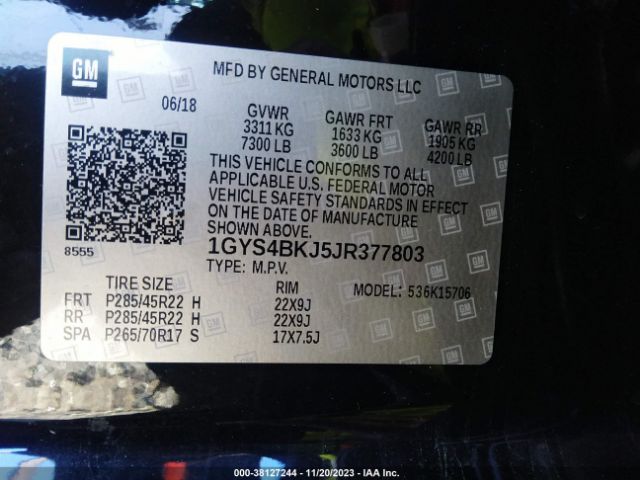 GM
MFD BY GENERAL MOTORS LLC
06/18
GVWR GAWR FRT GAWR RR
3311 KG 1633 KG 1905 KG
7300 LB 3600 LB 4200 LB
THIS VEHICLE CONFORMS TO ALL
APPLICABLE U.S. FEDERAL MOTOR
VEHICLE SAFETY STANDARDS IN EFFECT
ON THE DATE OF MANUFACTURE
SHOWN ABOVE.
8555
1GYS4BKJ5JR377803
TYPE: M.P.V.
TIRE SIZE RIM MODEL: 536K15706
FRT P285/45R22 H 22X9J
RR P285/45R22 H 22X9J
SPA P265/70R17 S 17X7.5J
000-38127244 - 11/20/2023 - IAA Inc.